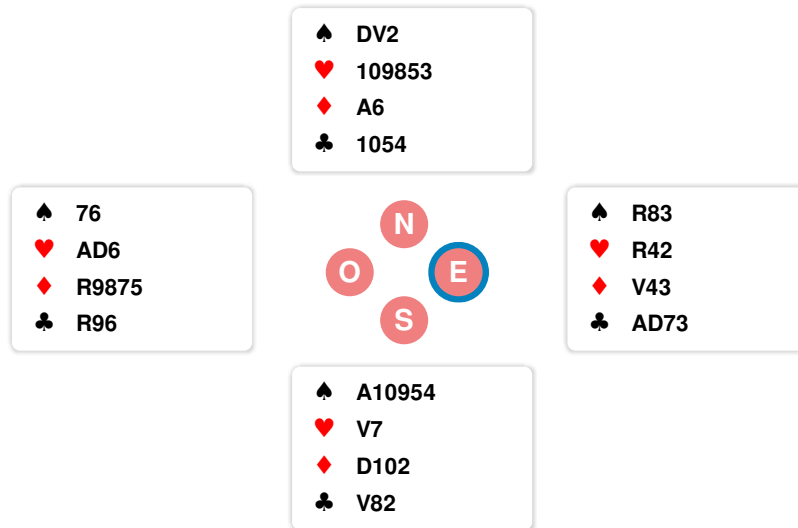 ♠ DV2
♥ 109853
♦ A6
♣ 1054
♠ 76
♥ AD6
♦ R9875
♣ R96
N
O
E
S
♠ R83
♥ R42
♦ V43
♣ AD73
♠ A10954
♥ V7
♦ D102
♣ V82